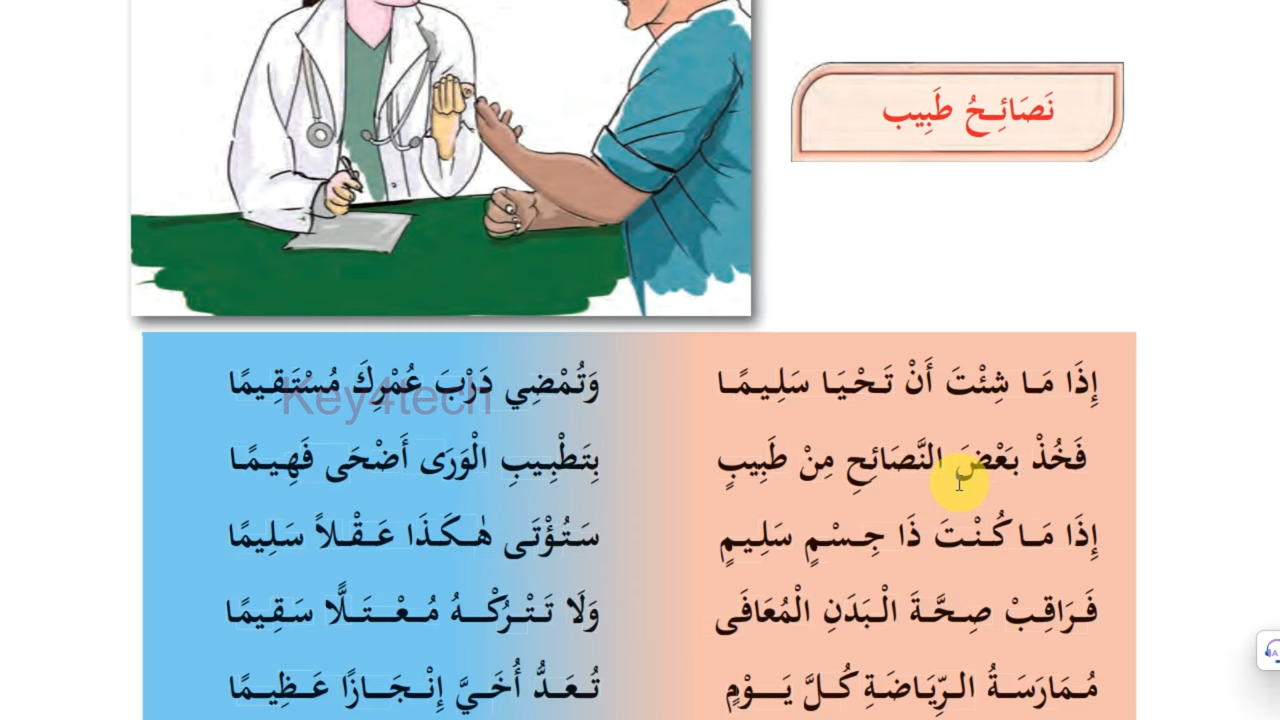 نَصَائِحُ طَبِيب
إِذَا مَا شِئْتَ أَنْ تَحْيَا سَلِيمًا وَتُمْضِي دَرْبَ عُمْرِكَ مُسْتَقِيمًا
Key4tech
فَخُذْ بَعْضَ النَّصَائِحِ مِنْ طَبِيبٍ بِتَطْبِيبِ الْوَرَى أَضْحَى فَهِيمًا
إِذَا مَا كُنْتَ ذَا جِسْمٍ سَلِيمٍ سَتُؤْتَى هٰكَذَا عَقْلاً سَلِيمًا
فَرَاقِبْ صِحَّةَ الْبَدَنِ الْمُعَافَى وَلَا تَتْرُكْهُ مُعْتَلًّا سَقِيمًا
مُمَارَسَةُ الرِّيَاضَةِ كُلَّ يَوْمٍ تُعَدُّ أُخَيَّ إِنْجَازًا عَظِيمًا